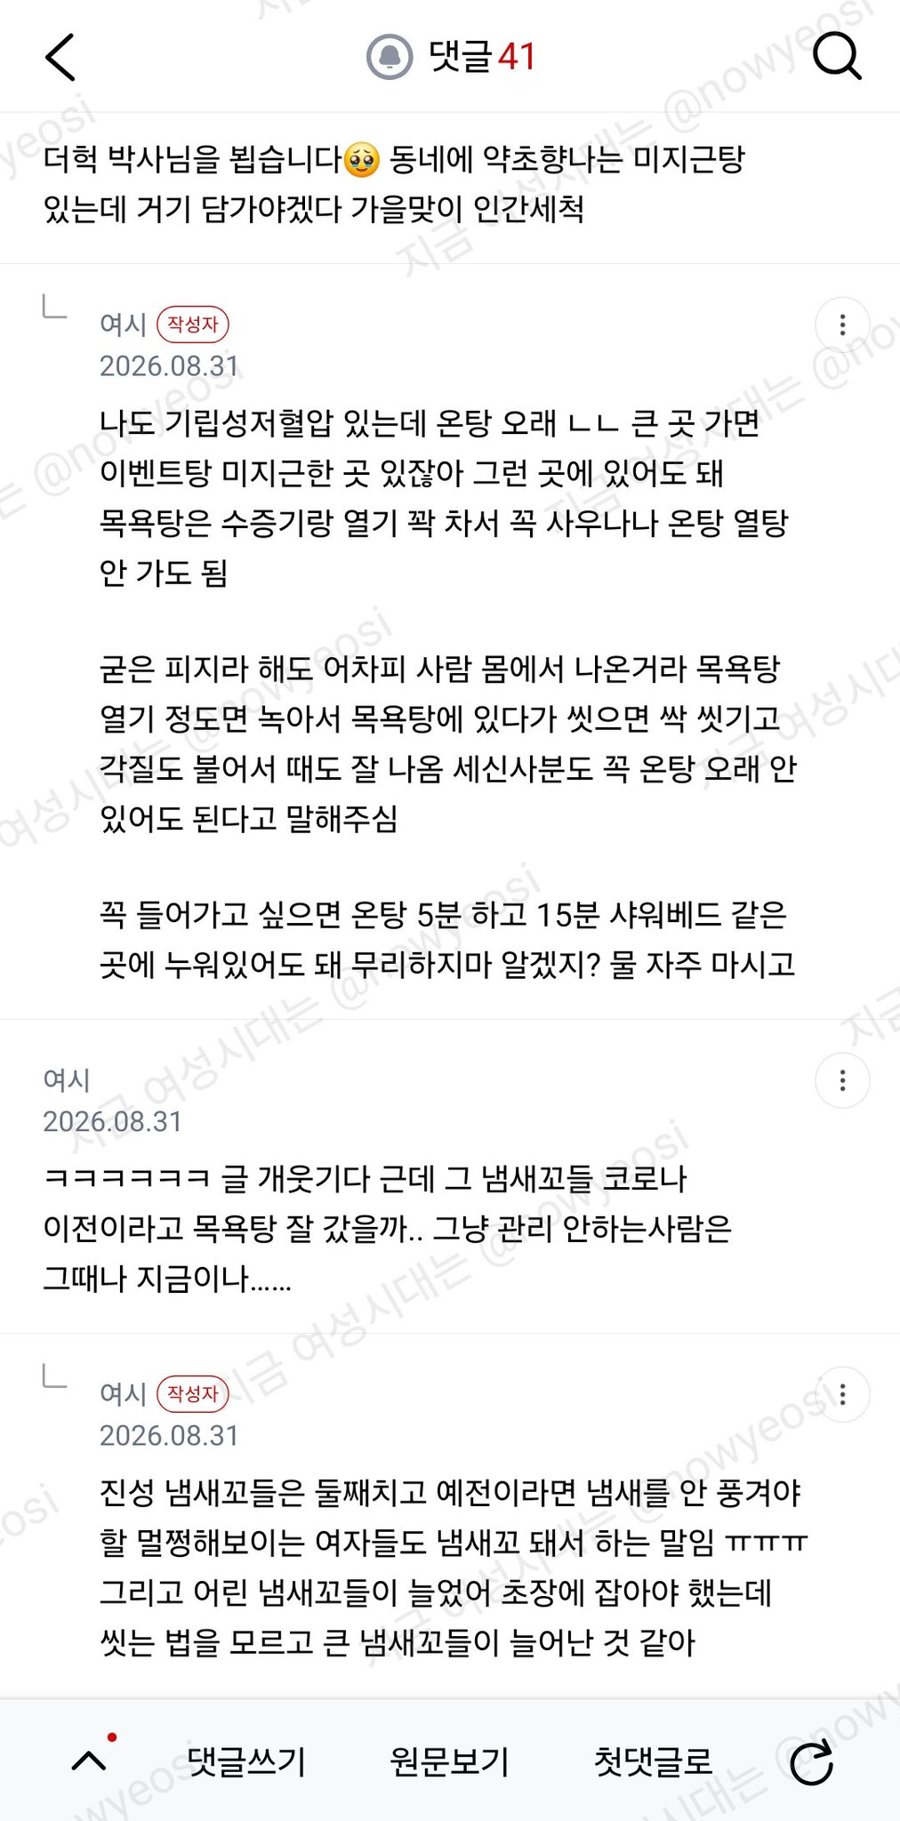 댓글 41
더헉 박사님을 뵙습니다🥹 동네에 약초향나는 미지근탕
있는데 거기 담가야겠다 가을맞이 인간세척
여시 작성자
2026.08.31
나도 기립성저혈압 있는데 온탕 오래 ㄴㄴ 큰 곳 가면
이벤트탕 미지근한 곳 있잖아 그런 곳에 있어도 돼
목욕탕은 수증기랑 열기 꽉 차서 꼭 사우나나 온탕 열탕
안 가도 됨
굳은 피지라 해도 어차피 사람 몸에서 나온거라 목욕탕
열기 정도면 녹아서 목욕탕에 있다가 씻으면 싹 씻기고
각질도 불어서 때도 잘 나옴 세신사분도 꼭 온탕 오래 안
있어도 된다고 말해주심
꼭 들어가고 싶으면 온탕 5분 하고 15분 샤워베드 같은
곳에 누워있어도 돼 무리하지마 알겠지? 물 자주 마시고
여시
2026.08.31
ㅋㅋㅋㅋㅋㅋ 글 개웃기다 근데 그 냄새꼬들 코로나
이전이라고 목욕탕 잘 갔을까.. 그냥 관리 안하는사람은
그때나 지금이나......
여시 작성자
2026.08.31
진성 냄새꼬들은 둘째치고 예전이라면 냄새를 안 풍겨야
할 멀쩡해보이는 여자들도 냄새꼬 돼서 하는 말임 ㅠㅠㅠ
그리고 어린 냄새꼬들이 늘었어 초장에 잡아야 했는데
씻는 법을 모르고 큰 냄새꼬들이 늘어난 것 같아
댓글쓰기 원문보기 첫댓글로
지금 여성시대는 @nowyeosi